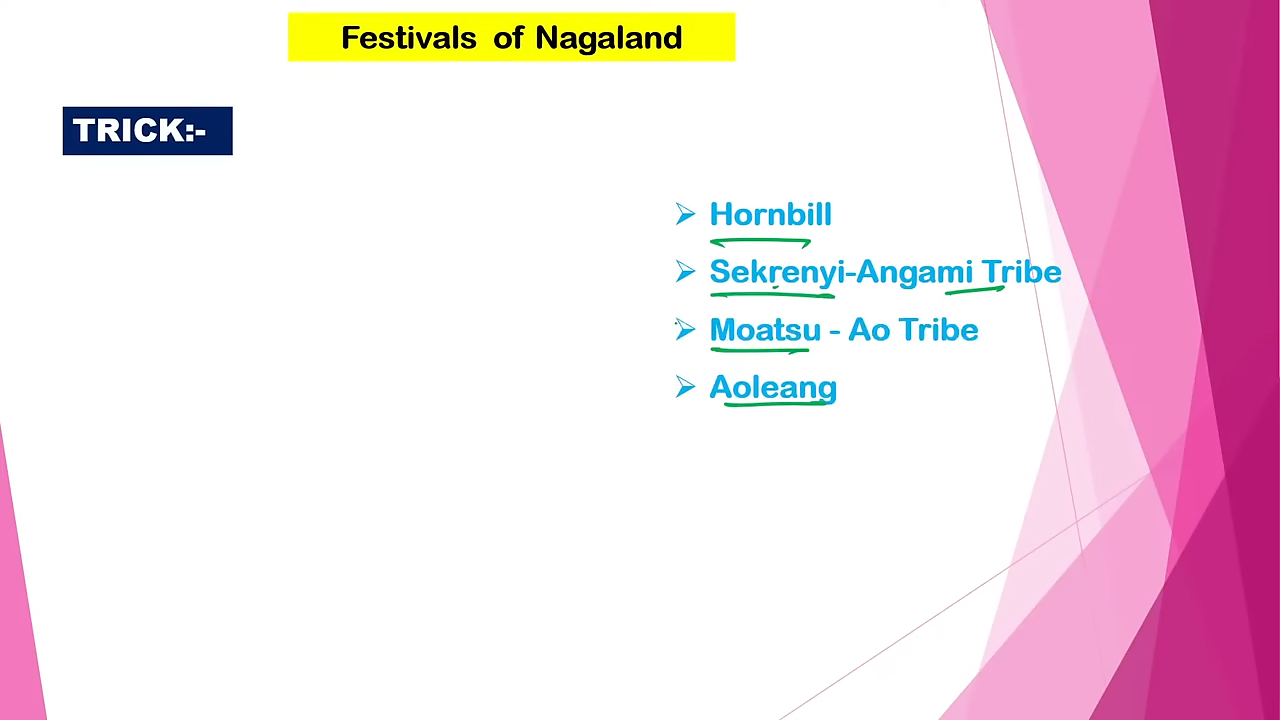 Festivals of Nagaland
TRICK:-
➢ Hornbill
➢ Sekrenyi-Angami Tribe
➢ Moatsu - Ao Tribe
➢ Aoleang